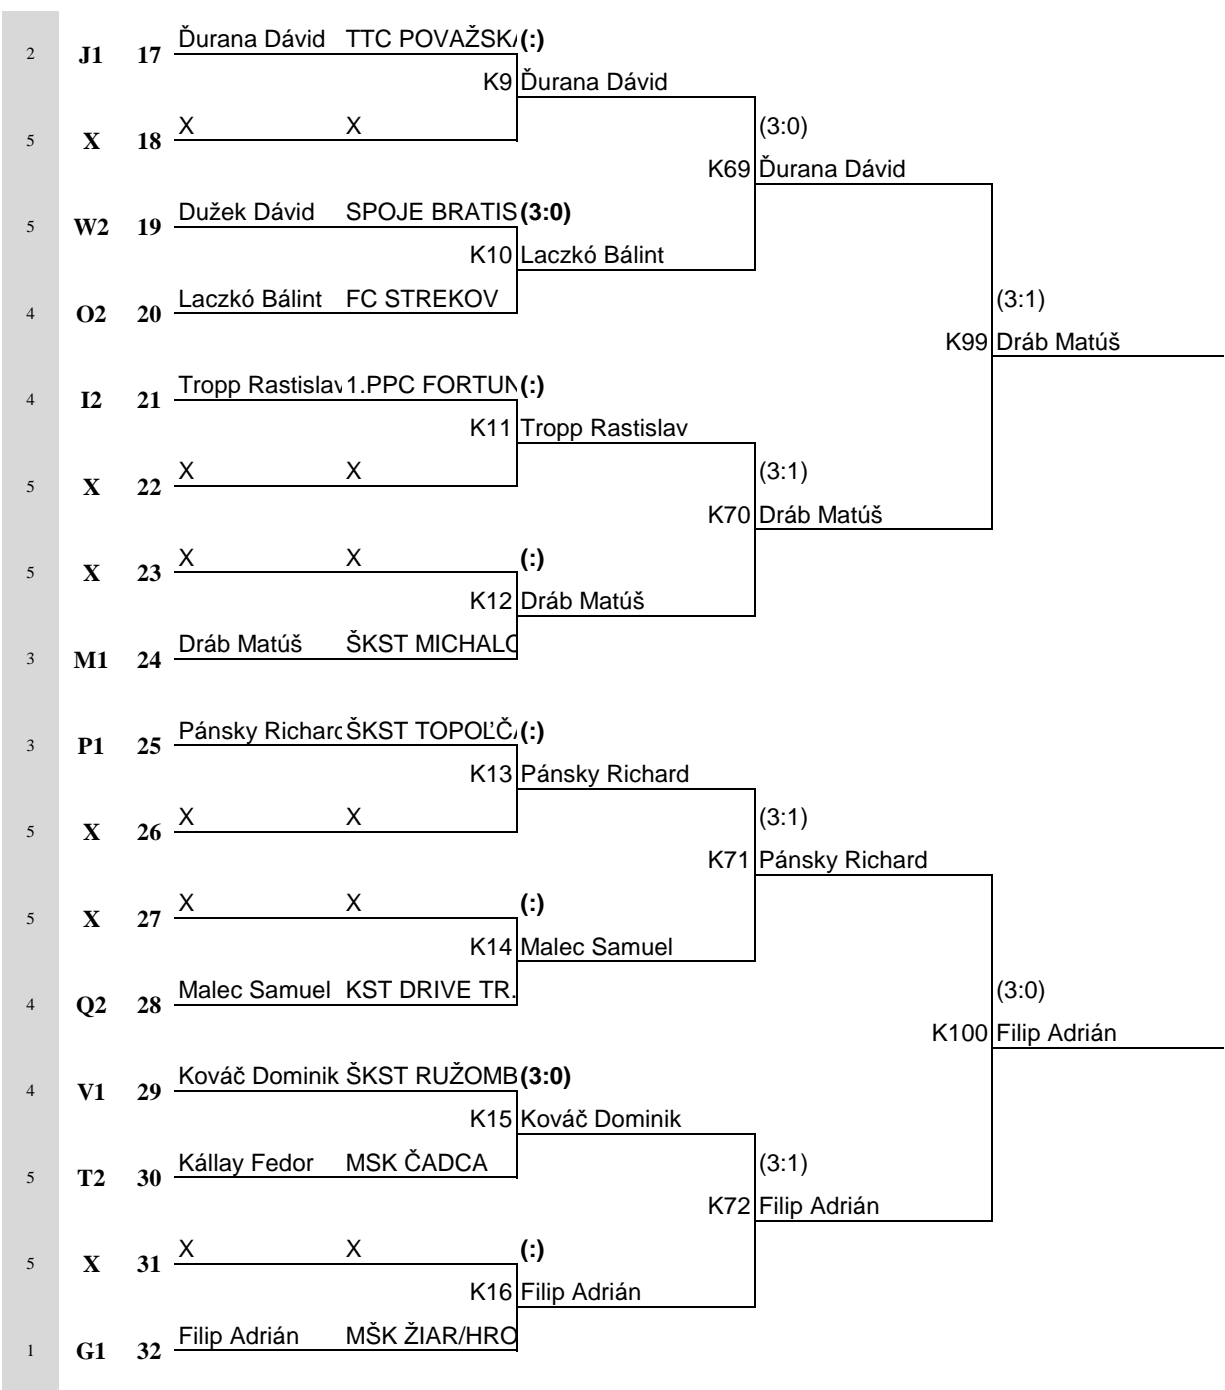 2 J1 17 Ďurana Dávid TTC POVAŽSKÁ (:)
K9 Ďurana Dávid
5 X 18 X X (3:0)
K69 Ďurana Dávid
5 W2 19 Dužek Dávid SPOJE BRATIS (3:0)
K10 Laczkó Bálint
4 O2 20 Laczkó Bálint FC STREKOV (3:1)
K99 Dráb Matúš
4 I2 21 Tropp Rastislav 1.PPC FORTUN (:)
K11 Tropp Rastislav
5 X 22 X X (3:1)
K70 Dráb Matúš
5 X 23 X X (:)
K12 Dráb Matúš
3 M1 24 Dráb Matúš ŠKST MICHALO
3 P1 25 Pánsky Richard ŠKST TOPOĽČA (:)
K13 Pánsky Richard
5 X 26 X X (3:1)
K71 Pánsky Richard
5 X 27 X X (:)
K14 Malec Samuel
4 Q2 28 Malec Samuel KST DRIVE TR. (3:0)
K100 Filip Adrián
4 V1 29 Kováč Dominik ŠKST RUŽOMB (3:0)
K15 Kováč Dominik
5 T2 30 Kállay Fedor MSK ČADCA (3:1)
K72 Filip Adrián
5 X 31 X X (:)
K16 Filip Adrián
1 G1 32 Filip Adrián MŠK ŽIAR/HRO